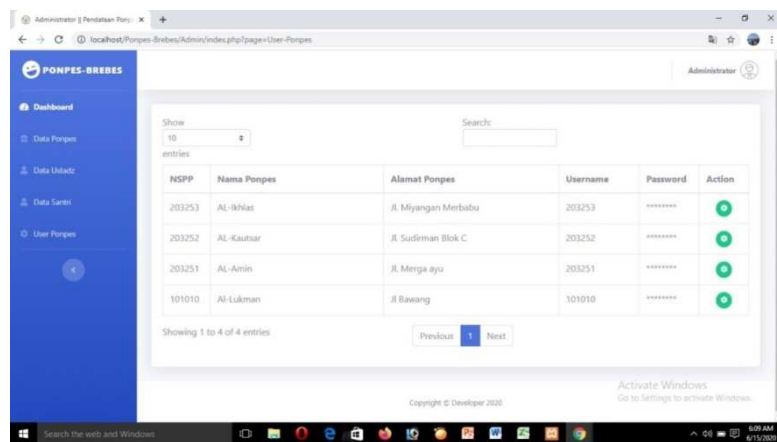 Administrator || Pendataan Pony
localhost/Ponpes-Brebes/Admin/index.php?page=User-Ponpes
PONPES-BREBES
Administrator
Dashboard
Data Ponpes
Data Ustadz
Data Santri
User Ponpes
Show
10
entries
Search:
NSPP Nama Ponpes Alamat Ponpes Username Password Action
203253 AL-Ikhlas Jl. Miyangan Merbabu 203253 ********
203252 AL-Kautsar Jl. Sudirman Blok C 203252 ********
203251 AL-Amin Jl. Merga ayu 203251 ********
101010 Al-Lukman Jl Bawang 101010 ********
Showing 1 to 4 of 4 entries
Previous 1 Next
Copyright © Developer 2020
Activate Windows
Go to Settings to activate Windows.
Search the web and Windows
6:09 AM
6/15/2020